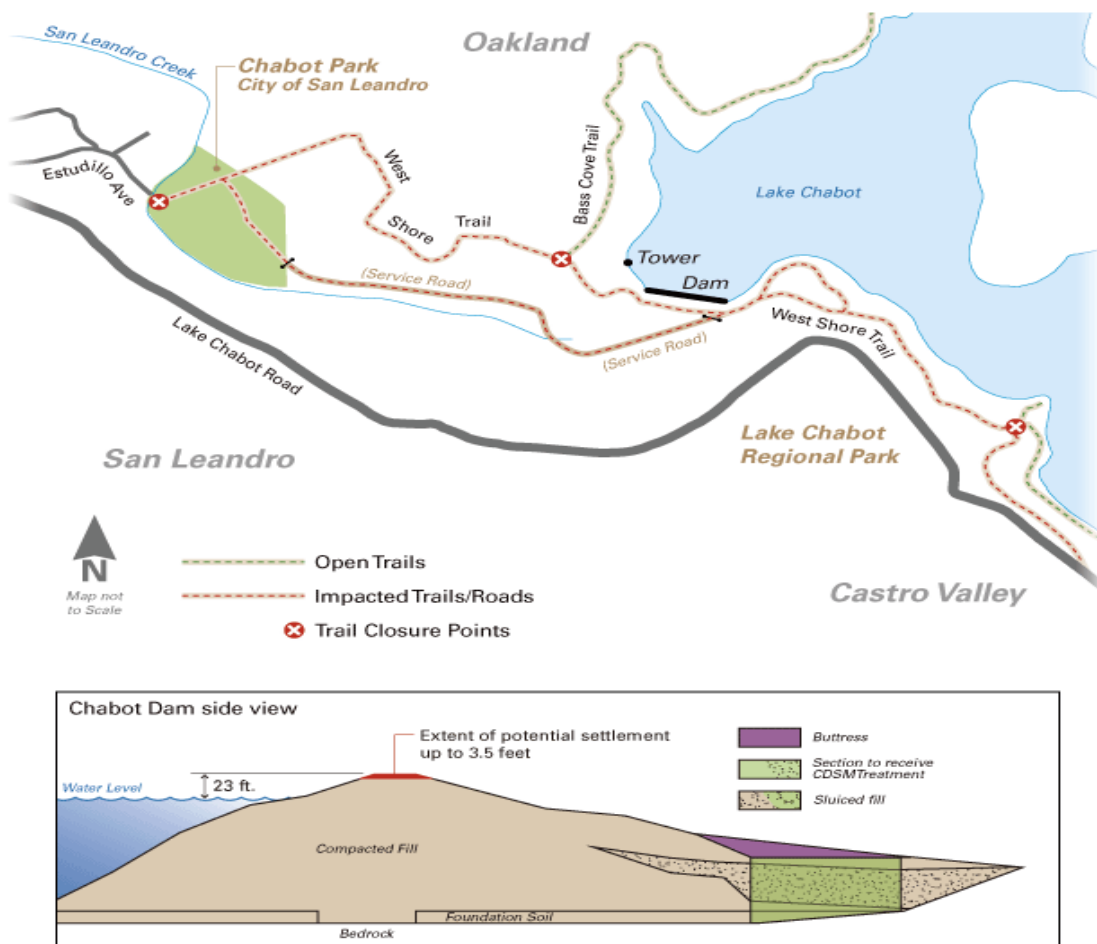 Oakland
San Leandro Creek
Chabot Park
City of San Leandro
Estudillo Ave
West
Shore
Trail
Bass Cove Trail
Lake Chabot
Tower
Dam
(Service Road)
(Service Road)
West Shore Trail
Lake Chabot Road
San Leandro
Lake Chabot
Regional Park
Castro Valley
N
Map not
to Scale
Open Trails
Impacted Trails/Roads
Trail Closure Points
Chabot Dam side view
Extent of potential settlement
up to 3.5 feet
Water Level
23 ft.
Compacted Fill
Foundation Soil
Bedrock
Buttress
Section to receive
CDSM Treatment
Sluiced fill